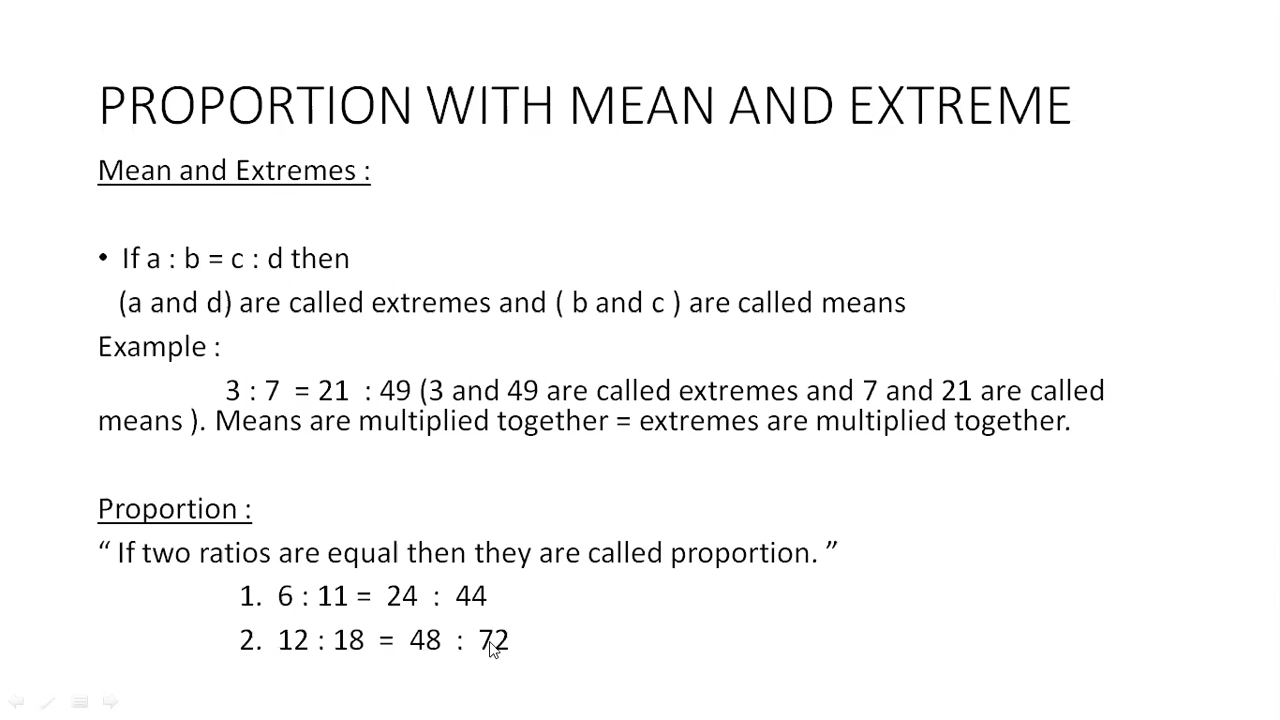 PROPORTION WITH MEAN AND EXTREME
Mean and Extremes :
• If a : b = c : d then
(a and d) are called extremes and ( b and c ) are called means
Example :
3 : 7 = 21 : 49 (3 and 49 are called extremes and 7 and 21 are called
means ). Means are multiplied together = extremes are multiplied together.
Proportion :
“ If two ratios are equal then they are called proportion. ”
1. 6 : 11 = 24 : 44
2. 12 : 18 = 48 : 72